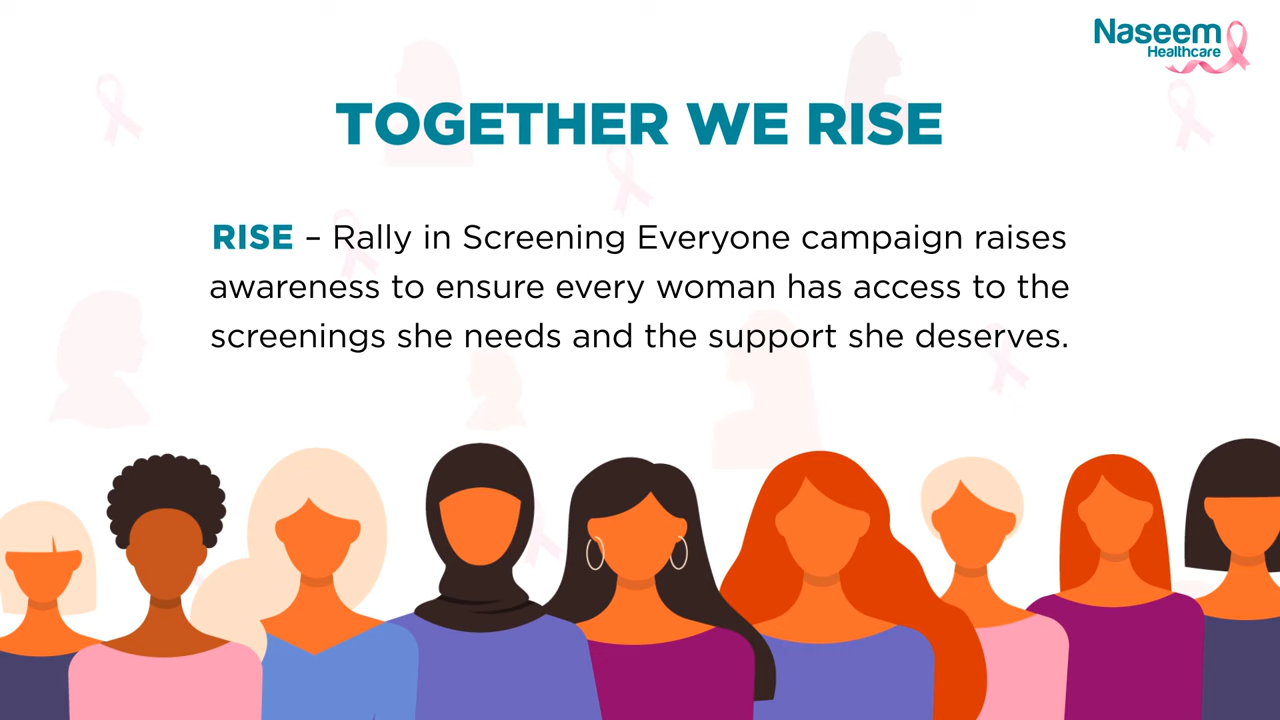 Naseem
Healthcare
TOGETHER WE RISE
RISE – Rally in Screening Everyone campaign raises
awareness to ensure every woman has access to the
screenings she needs and the support she deserves.